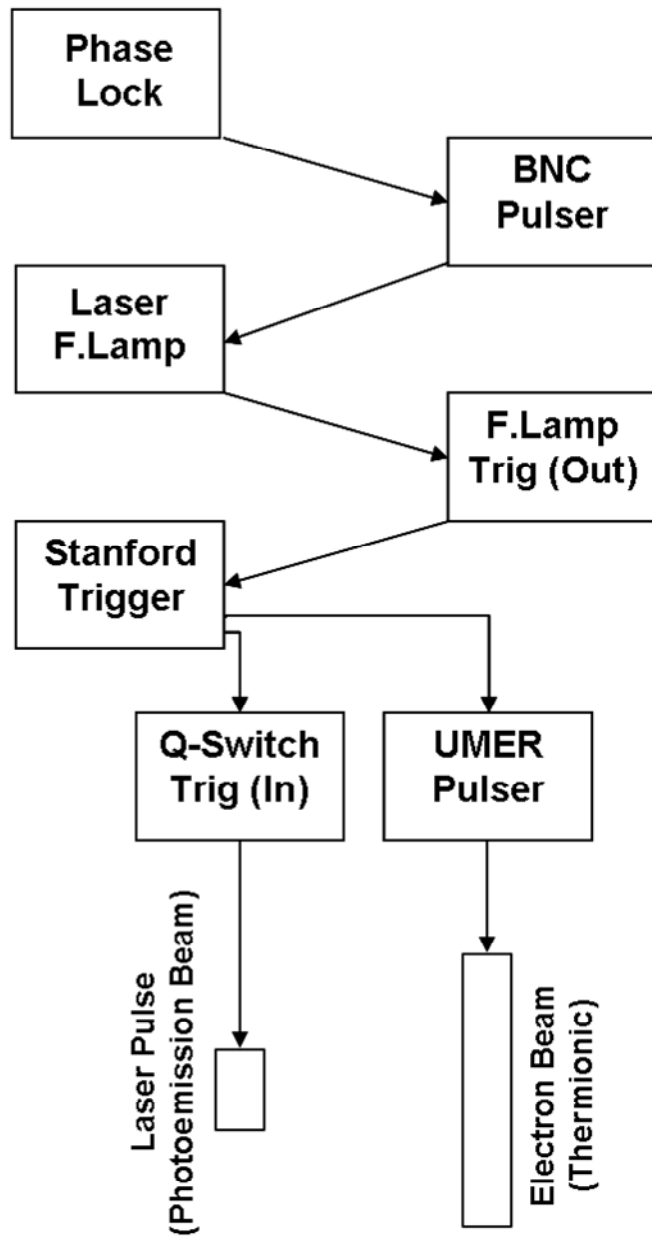 Phase
Lock
BNC
Pulser
Laser
F.Lamp
F.Lamp
Trig (Out)
Stanford
Trigger
Q-Switch
Trig (In)
UMER
Pulser
Laser Pulse
(Photoemission Beam)
Electron Beam
(Thermionic)